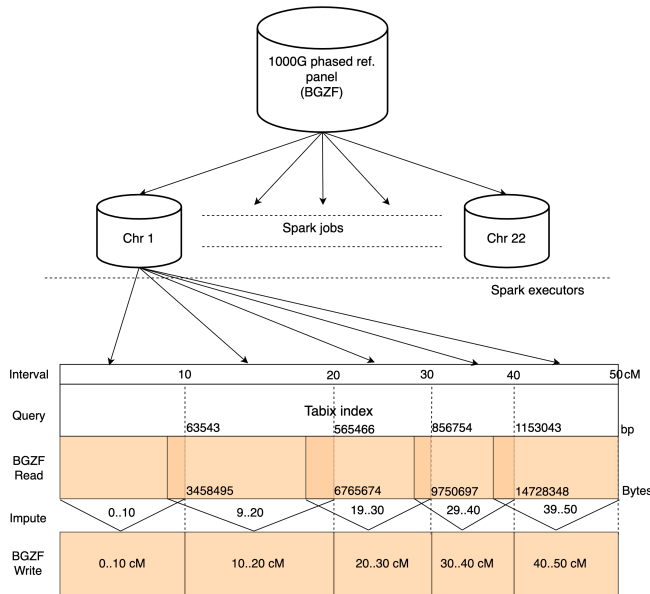 1000G phased ref.
panel
(BGZF)
Chr 1
Spark jobs
Chr 22
Spark executors
Interval 10 20 30 40 50 cM
Query Tabix index
63543 565466 856754 1153043 bp
BGZF
Read
3458495 6765674 9750697 14728348 Bytes
Impute 0..10 9..20 19..30 29..40 39..50
BGZF
Write
0..10 cM 10..20 cM 20..30 cM 30..40 cM 40..50 cM